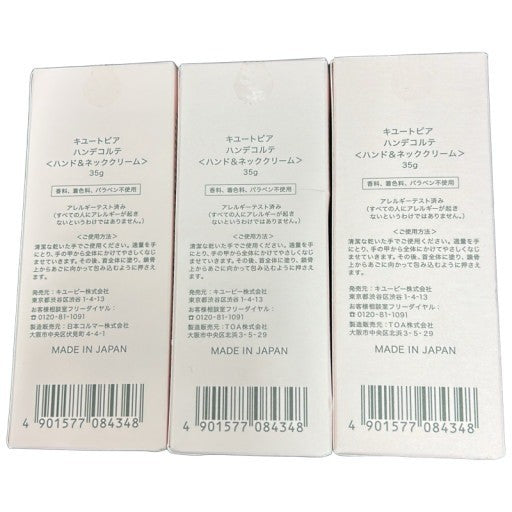 キユートピア
ハンデコルテ
<ハンド&ネッククリーム>
35g
香料、着色料、パラベン不使用
アレルギーテスト済み
(すべての人にアレルギーが起き
ないというわけではありません。)
<ご使用方法>
清潔な乾いた手でご使用ください。適量を手
にとり、手の甲から全体にかけてやさしくなじ
ませていきます。その後、首全体に塗り、鎖骨
上からあごに向かって包み込むように押さえ
ます。
発売元:キユーピー株式会社
東京都渋谷区渋谷 1-4-13
お客様相談室フリーダイヤル:
☎0120-81-1091
製造販売元:日本コルマー株式会社
大阪市中央区伏見町 4-4-1
MADE IN JAPAN
4 901577 084348
キユートピア
ハンデコルテ
<ハンド&ネッククリーム>
35g
香料、着色料、パラベン不使用
アレルギーテスト済み
(すべての人にアレルギーが起き
ないというわけではありません。)
<ご使用方法>
清潔な乾いた手でご使用ください。適量を手
にとり、手の甲から全体にかけてやさしくなじ
ませていきます。その後、首全体に塗り、鎖骨
上からあごに向かって包み込むように押さえ
ます。
発売元:キユーピー株式会社
東京都渋谷区渋谷 1-4-13
お客様相談室フリーダイヤル:
☎0120-81-1091
製造販売元:TOA株式会社
大阪市中央区北浜 3-5-29
MADE IN JAPAN
4 901577 084348
キユートピア
ハンデコルテ
<ハンド&ネッククリーム>
35g
香料、着色料、パラベン不使用
アレルギーテスト済み
(すべての人にアレルギーが起き
ないというわけではありません。)
<ご使用方法>
清潔な乾いた手でご使用ください。適量を手
にとり、手の甲から全体にかけてやさしくなじ
ませていきます。その後、首全体に塗り、鎖骨
上からあごに向かって包み込むように押さえ
ます。
発売元:キユーピー株式会社
東京都渋谷区渋谷 1-4-13
お客様相談室フリーダイヤル:
☎0120-81-1091
製造販売元:TOA株式会社
大阪市中央区北浜 3-5-29
MADE IN JAPAN
4 901577 084348